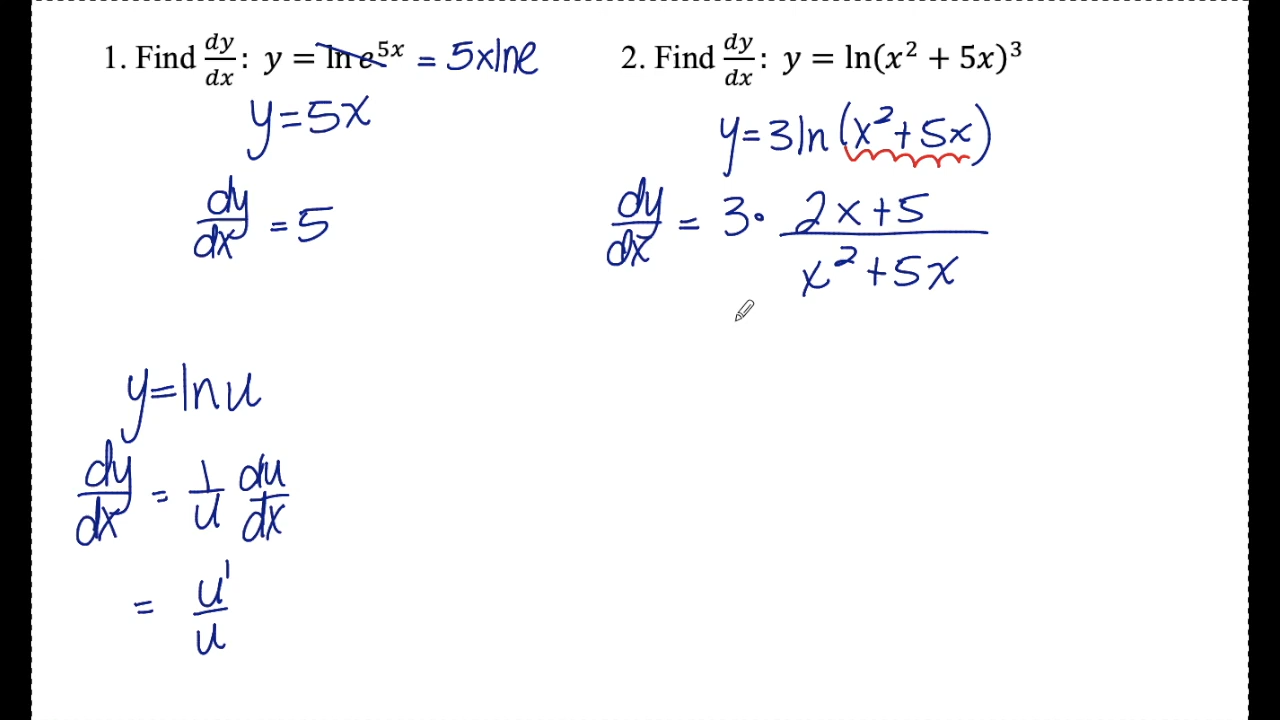 1. Find dy/dx: y = ln e^5x = 5xlne
y=5x
dy/dx = 5
2. Find dy/dx: y = ln(x² + 5x)³
y=3ln(x²+5x)
dy/dx = 3· (2x+5)/(x²+5x)
y=lnu
dy/dx = 1/u du/dx
= u'/u